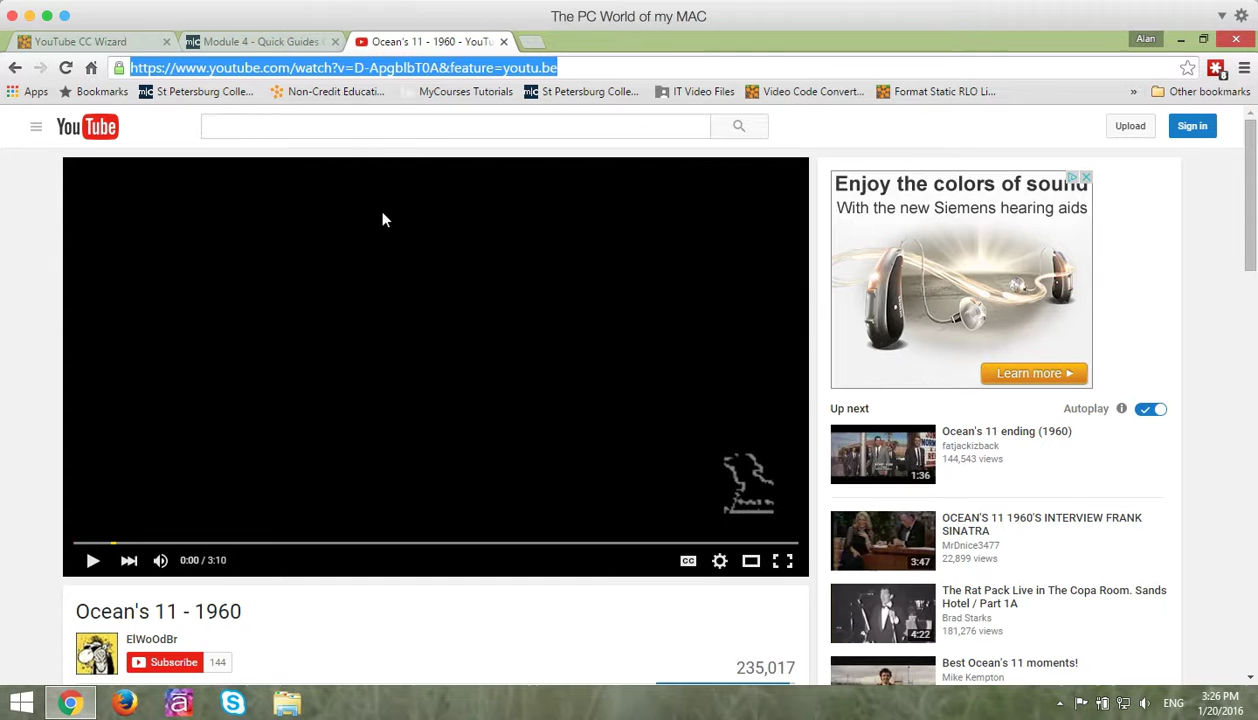 The PC World of my MAC
YouTube CC Wizard
Module 4 - Quick Guides
Ocean's 11 - 1960 - YouTu
Alan
https://www.youtube.com/watch?v=D-ApgblbT0A&feature=youtu.be
8
Apps
Bookmarks
St Petersburg Colle...
Non-Credit Educati...
MyCourses Tutorials
St Petersburg Colle...
IT Video Files
Video Code Convert...
Format Static RLO Li...
»
Other bookmarks
YouTube
Upload
Sign in
Enjoy the colors of sound
With the new Siemens hearing aids
Learn more
Up next
Autoplay
Ocean's 11 ending (1960)
fatjackizback
144,543 views
1:36
OCEAN'S 11 1960'S INTERVIEW FRANK
SINATRA
MrDnice3477
22,899 views
3:47
The Rat Pack Live in The Copa Room. Sands
Hotel / Part 1A
Brad Starks
181,276 views
4:22
Best Ocean's 11 moments!
Mike Kempton
0:00 / 3:10
CC
Ocean's 11 - 1960
ElWoOdBr
Subscribe
144
235,017
ENG
3:26 PM
1/20/2016